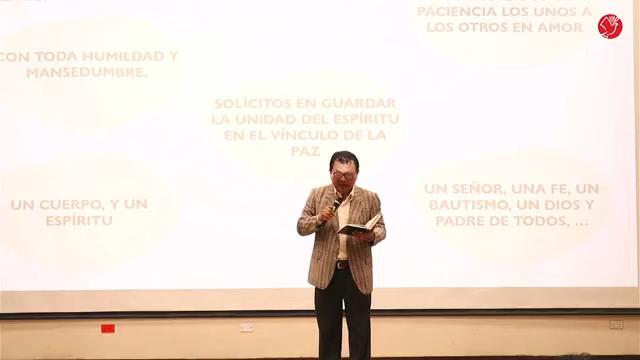 PACIENCIA LOS UNOS A
LOS OTROS EN AMOR
CON TODA HUMILDAD Y
MANSEDUMBRE,
SOLÍCITOS EN GUARDAR
LA UNIDAD DEL ESPÍRITU
EN EL VÍNCULO DE LA
PAZ
UN CUERPO, Y UN
ESPÍRITU
UN SEÑOR, UNA FE, UN
BAUTISMO, UN DIOS Y
PADRE DE TODOS, ...